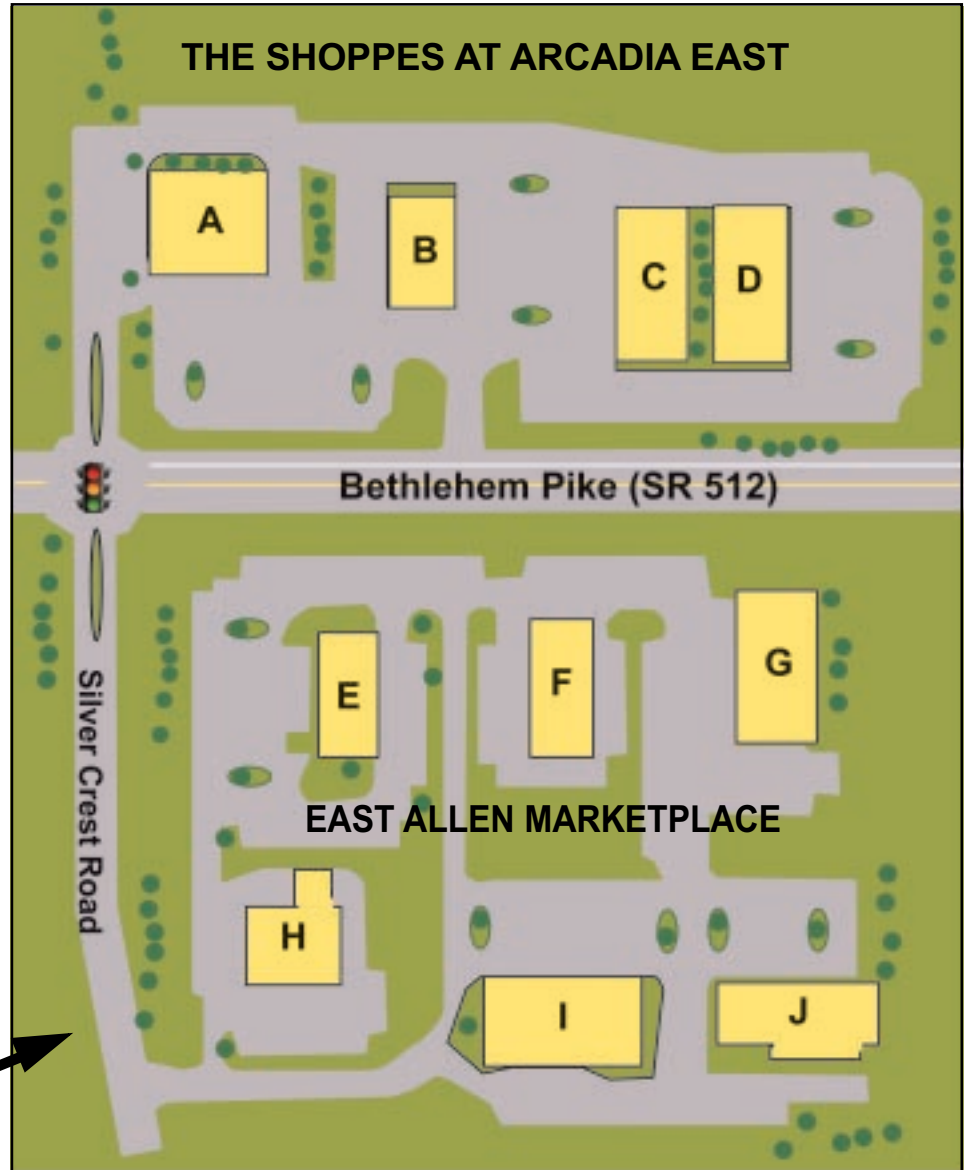 THE SHOPPES AT ARCADIA EAST
A
B
C
D
Bethlehem Pike (SR 512)
Silver Crest Road
E
F
G
EAST ALLEN MARKETPLACE
H
I
J